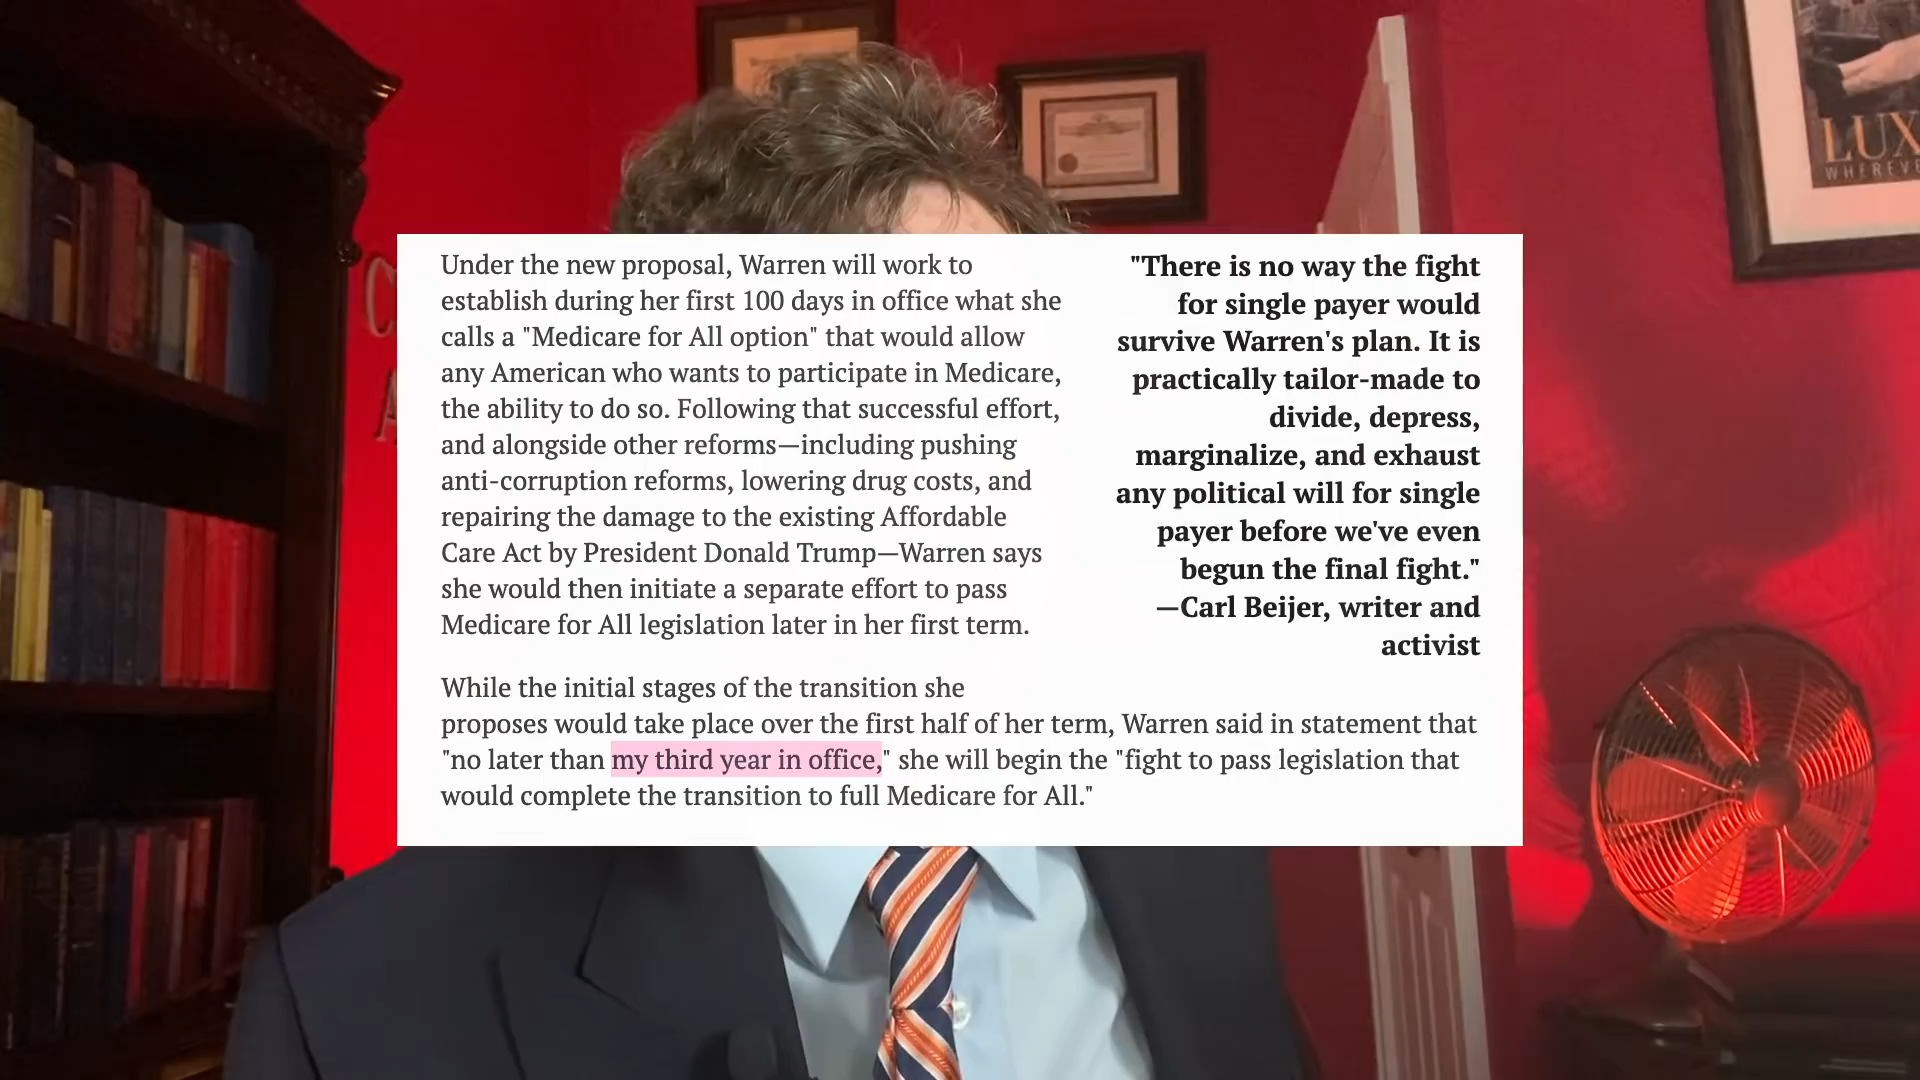 Under the new proposal, Warren will work to
establish during her first 100 days in office what she
calls a "Medicare for All option" that would allow
any American who wants to participate in Medicare,
the ability to do so. Following that successful effort,
and alongside other reforms—including pushing
anti-corruption reforms, lowering drug costs, and
repairing the damage to the existing Affordable
Care Act by President Donald Trump—Warren says
she would then initiate a separate effort to pass
Medicare for All legislation later in her first term.
"There is no way the fight
for single payer would
survive Warren's plan. It is
practically tailor-made to
divide, depress,
marginalize, and exhaust
any political will for single
payer before we've even
begun the final fight."
—Carl Beijer, writer and
activist
While the initial stages of the transition she
proposes would take place over the first half of her term, Warren said in statement that
"no later than my third year in office," she will begin the "fight to pass legislation that
would complete the transition to full Medicare for All."
LUX
WHEREVE